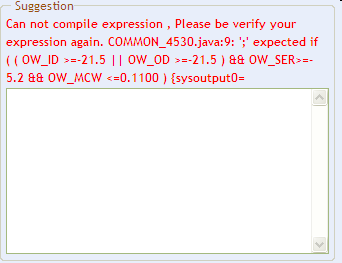 Suggestion
Can not compile expression , Please be verify your
expression again. COMMON_4530.java:9: ';' expected if
( ( OW_ID >=-21.5 || OW_OD >=-21.5 ) && OW_SER>=-
5.2 && OW_MCW <=0.1100 ) {sysoutput0=